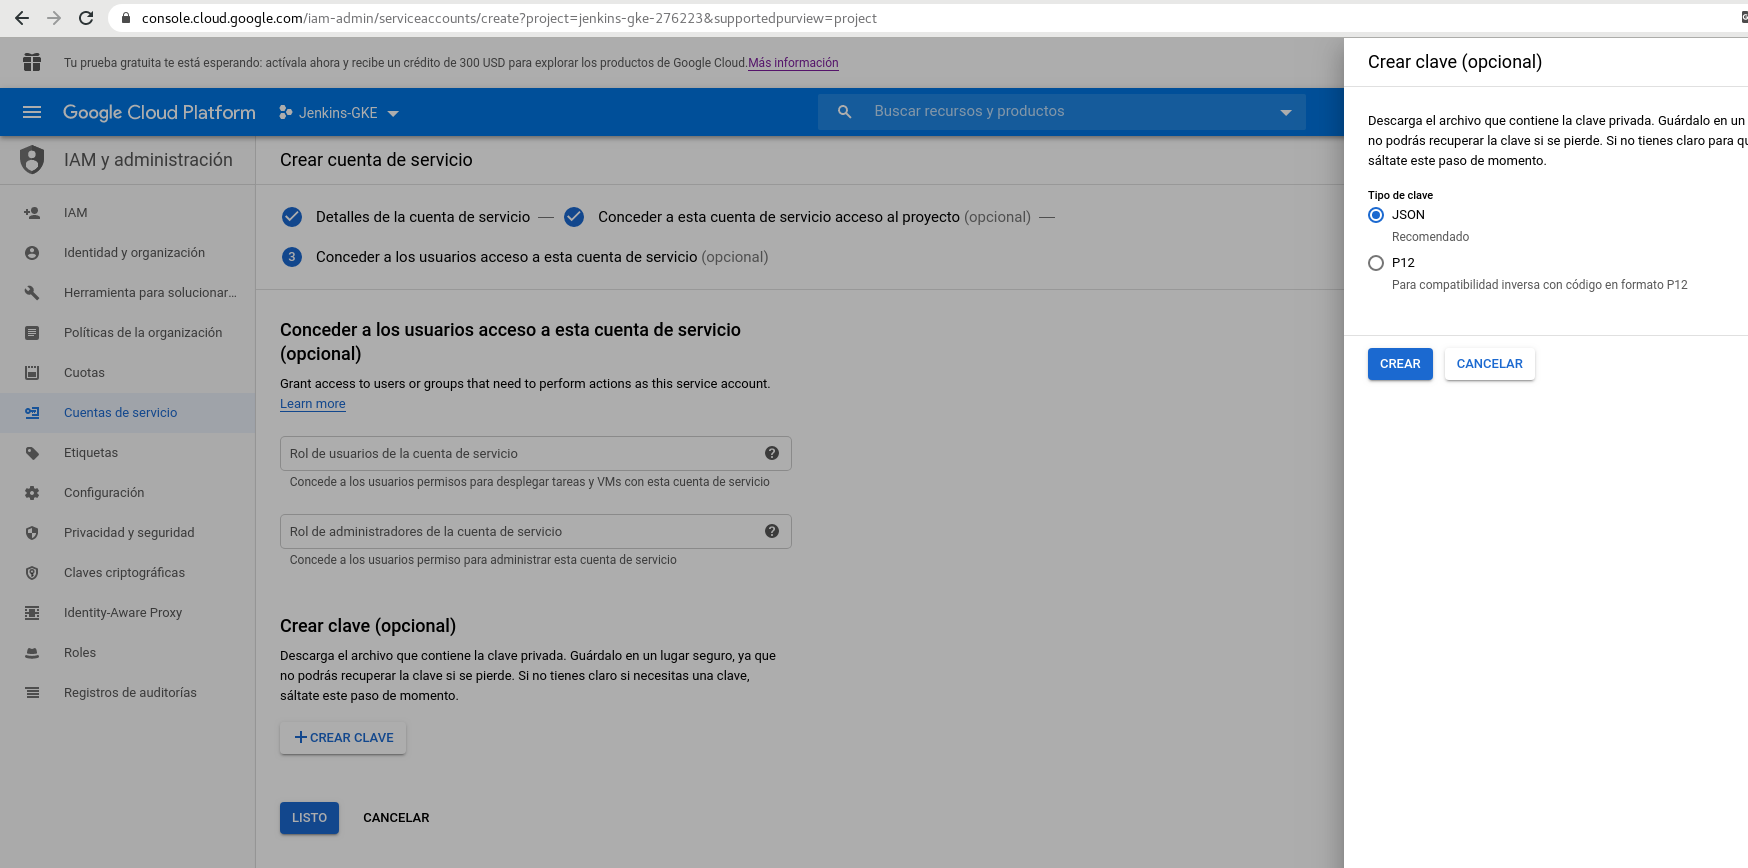 console.cloud.google.com/iam-admin/serviceaccounts/create?project=jenkins-gke-276223&supportedpurview=project
Tu prueba gratuita te está esperando: actívala ahora y recibe un crédito de 300 USD para explorar los productos de Google Cloud.Más información
Google Cloud Platform
Jenkins-GKE
Buscar recursos y productos
IAM y administración
IAM
Identidad y organización
Herramienta para solucionar...
Políticas de la organización
Cuotas
Cuentas de servicio
Etiquetas
Configuración
Privacidad y seguridad
Claves criptográficas
Identity-Aware Proxy
Roles
Registros de auditorías
Crear cuenta de servicio
Detalles de la cuenta de servicio — Conceder a esta cuenta de servicio acceso al proyecto (opcional) —
3 Conceder a los usuarios acceso a esta cuenta de servicio (opcional)
Conceder a los usuarios acceso a esta cuenta de servicio
(opcional)
Grant access to users or groups that need to perform actions as this service account.
Learn more
Rol de usuarios de la cuenta de servicio
Concede a los usuarios permisos para desplegar tareas y VMs con esta cuenta de servicio
Rol de administradores de la cuenta de servicio
Concede a los usuarios permiso para administrar esta cuenta de servicio
Crear clave (opcional)
Descarga el archivo que contiene la clave privada. Guárdalo en un lugar seguro, ya que
no podrás recuperar la clave si se pierde. Si no tienes claro si necesitas una clave,
sáltate este paso de momento.
+ CREAR CLAVE
LISTO
CANCELAR
Crear clave (opcional)
Descarga el archivo que contiene la clave privada. Guárdalo en un
no podrás recuperar la clave si se pierde. Si no tienes claro para
sáltate este paso de momento.
Tipo de clave
JSON
Recomendado
P12
Para compatibilidad inversa con código en formato P12
CREAR
CANCELAR